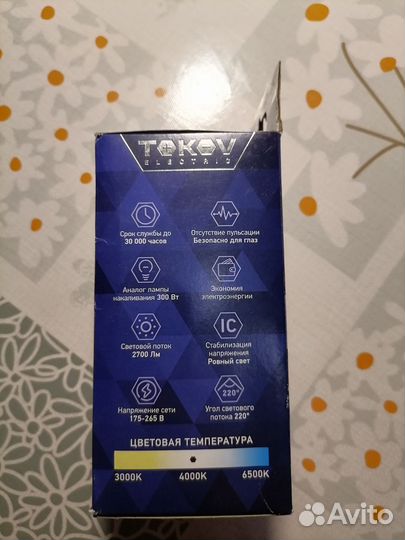 TOKOV
ELECTRIC
Срок службы до
30 000 часов
Отсутствие пульсации
Безопасно для глаз
Аналог лампы
накаливания 300 Вт
Экономия
электроэнергии
Световой поток
2700 Лм
IC
Стабилизация
напряжения
Ровный свет
Напряжение сети
175-265 В
220°
Угол светового
потока 220°
ЦВЕТОВАЯ ТЕМПЕРАТУРА
3000K 4000K 6500K
Avito